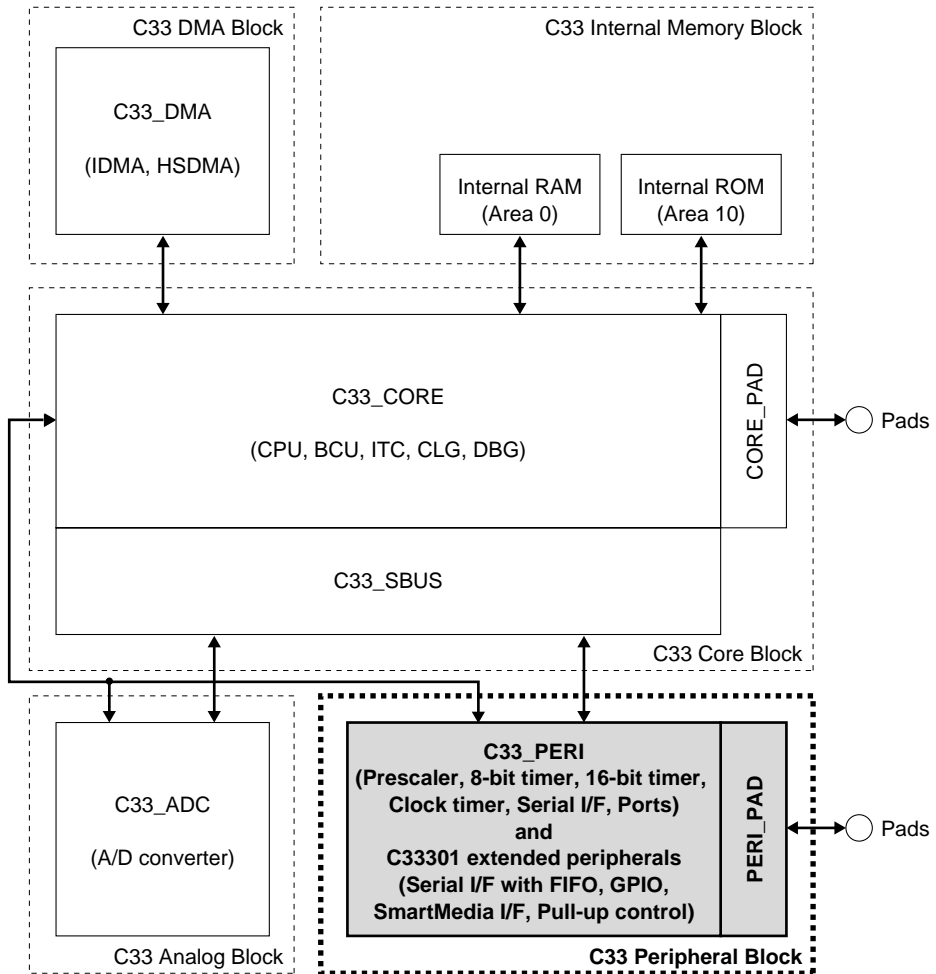 C33 DMA Block
C33_DMA
(IDMA, HSDMA)
C33 Internal Memory Block
Internal RAM
(Area 0)
Internal ROM
(Area 10)
C33_CORE
(CPU, BCU, ITC, CLG, DBG)
CORE_PAD
Pads
C33_SBUS
C33 Core Block
C33_ADC
(A/D converter)
C33 Analog Block
C33_PERI
(Prescaler, 8-bit timer, 16-bit timer,
Clock timer, Serial I/F, Ports)
and
C33301 extended peripherals
(Serial I/F with FIFO, GPIO,
SmartMedia I/F, Pull-up control)
PERI_PAD
Pads
C33 Peripheral Block